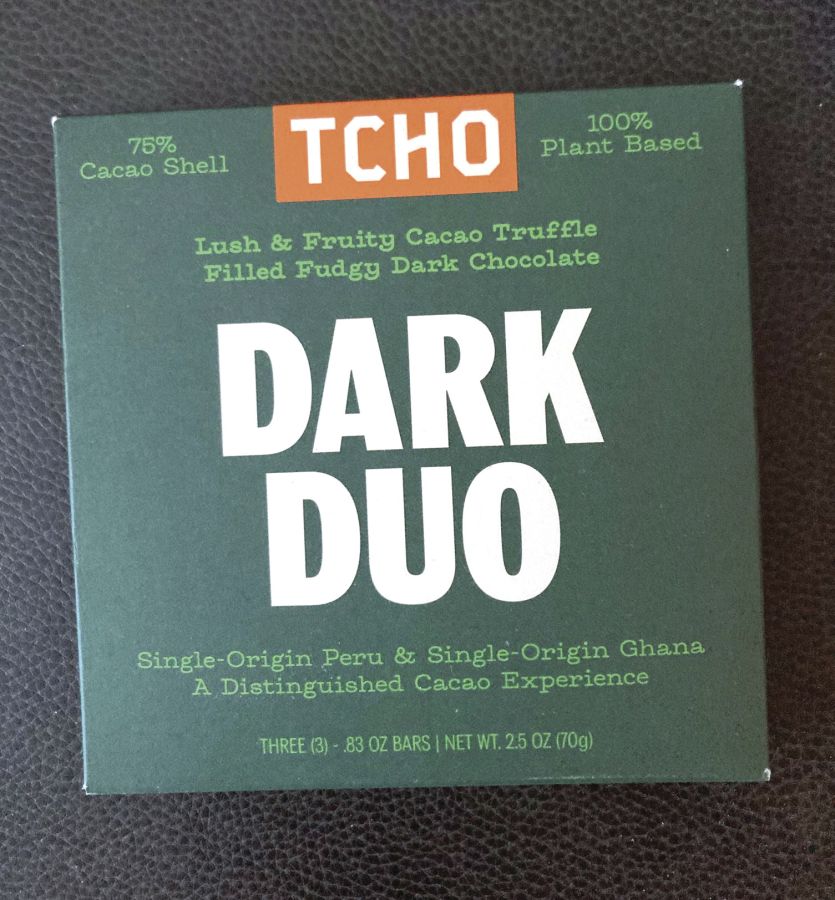 TCHO
75%
Cacao Shell
100%
Plant Based
Lush & Fruity Cacao Truffle
Filled Fudgy Dark Chocolate
DARK
DUO
Single-Origin Peru & Single-Origin Ghana
A Distinguished Cacao Experience
THREE (3) - .83 OZ BARS | NET WT. 2.5 OZ (70g)